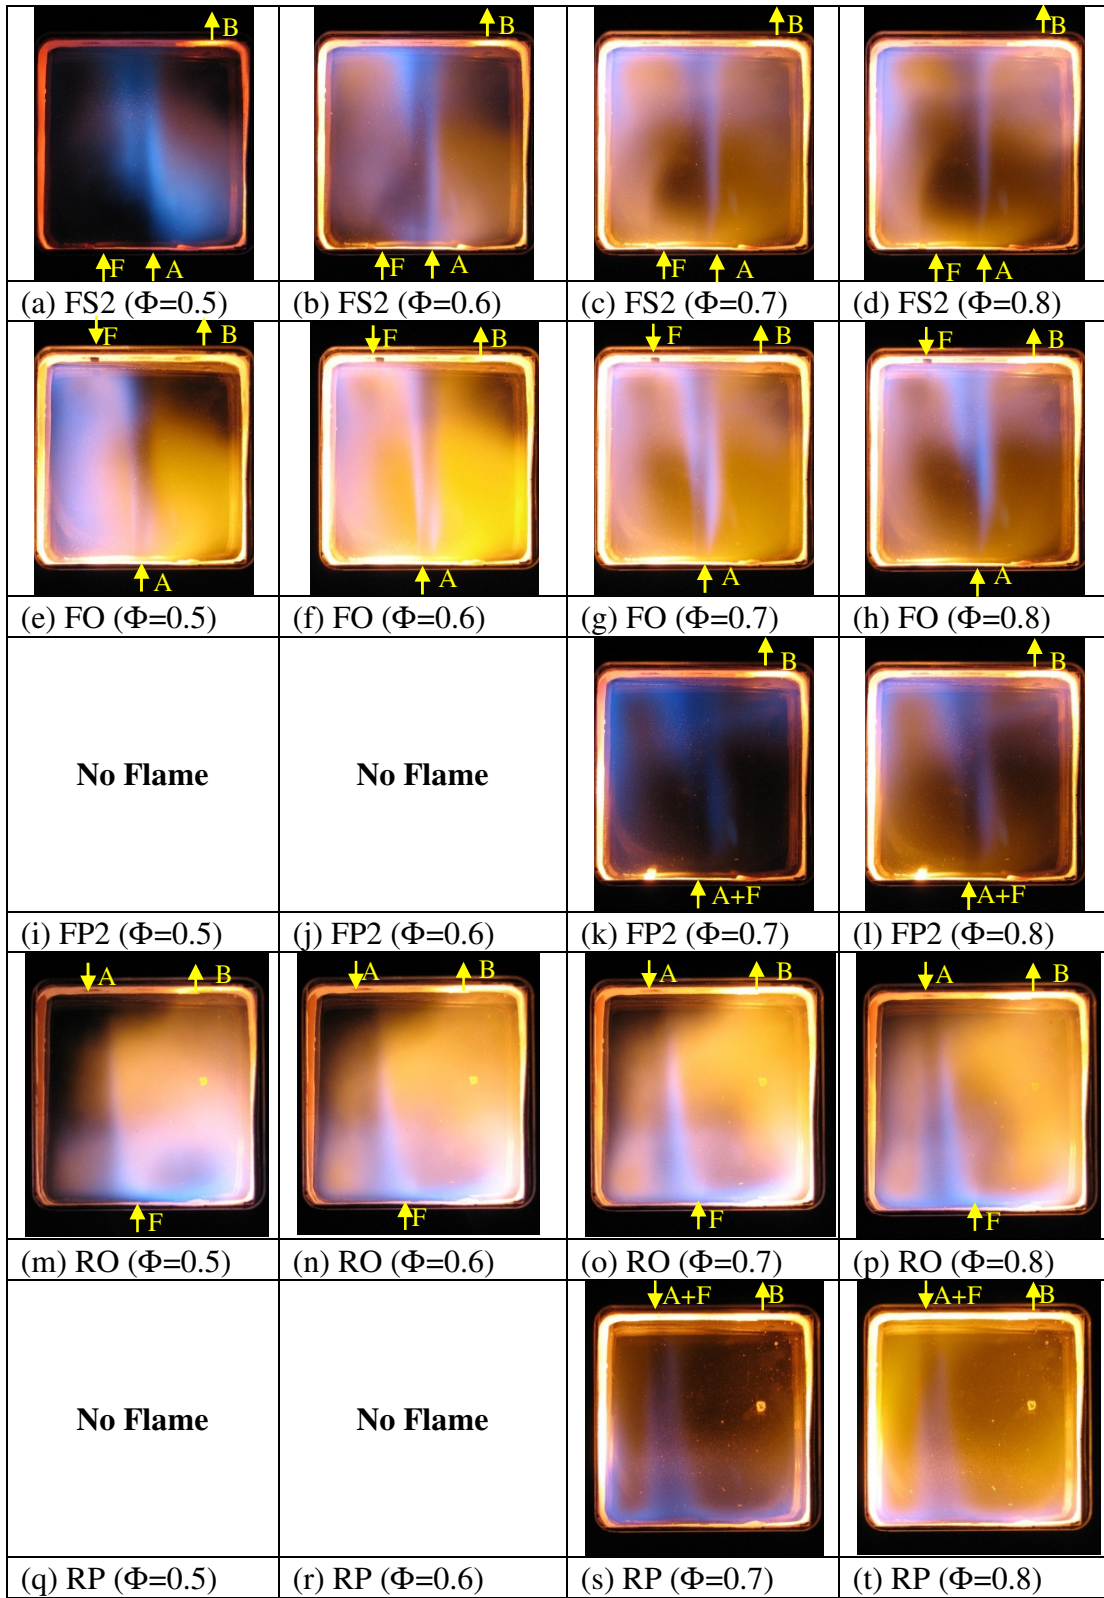 B B B B
F A F A F A F A
(a) FS2 (Φ=0.5) (b) FS2 (Φ=0.6) (c) FS2 (Φ=0.7) (d) FS2 (Φ=0.8)
F B F B F B F B
A A A A
(e) FO (Φ=0.5) (f) FO (Φ=0.6) (g) FO (Φ=0.7) (h) FO (Φ=0.8)
B B
No Flame No Flame
A+F A+F
(i) FP2 (Φ=0.5) (j) FP2 (Φ=0.6) (k) FP2 (Φ=0.7) (l) FP2 (Φ=0.8)
A B A B A B A B
F F F F
(m) RO (Φ=0.5) (n) RO (Φ=0.6) (o) RO (Φ=0.7) (p) RO (Φ=0.8)
A+F B A+F B
No Flame No Flame
(q) RP (Φ=0.5) (r) RP (Φ=0.6) (s) RP (Φ=0.7) (t) RP (Φ=0.8)